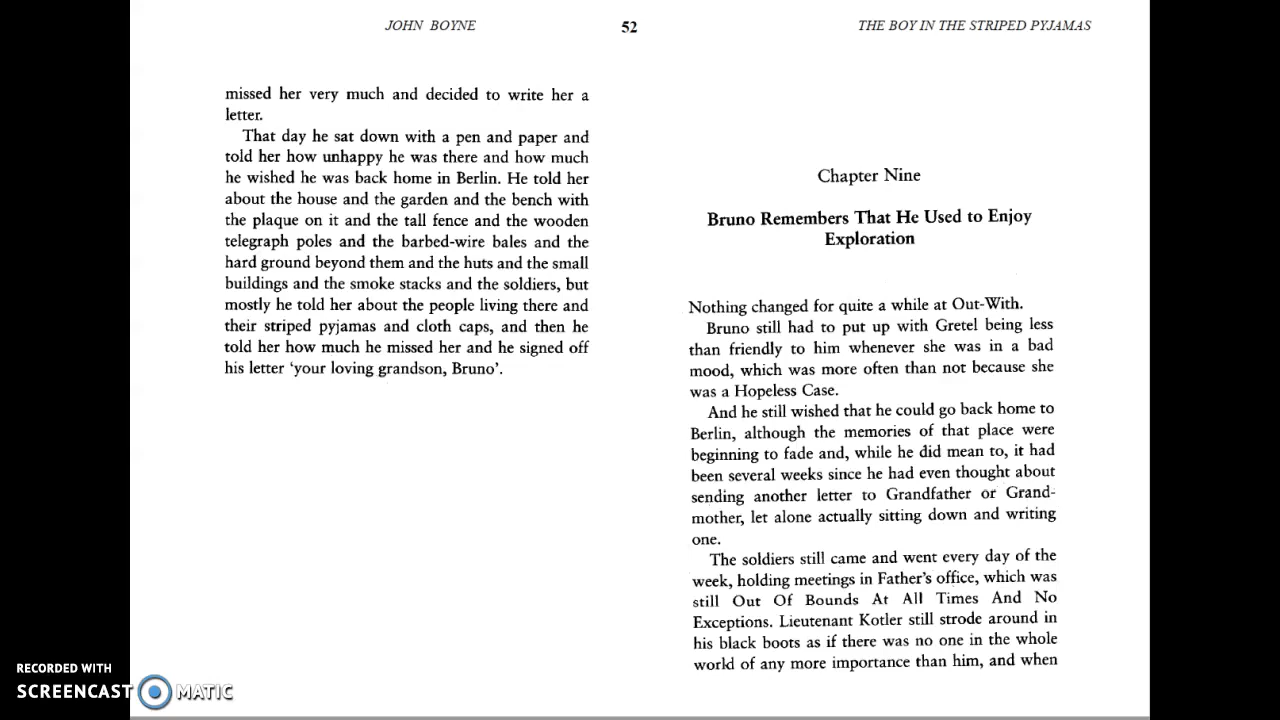 JOHN BOYNE
52
THE BOY IN THE STRIPED PYJAMAS
missed her very much and decided to write her a
letter.
That day he sat down with a pen and paper and
told her how unhappy he was there and how much
he wished he was back home in Berlin. He told her
about the house and the garden and the bench with
the plaque on it and the tall fence and the wooden
telegraph poles and the barbed-wire bales and the
hard ground beyond them and the huts and the small
buildings and the smoke stacks and the soldiers, but
mostly he told her about the people living there and
their striped pyjamas and cloth caps, and then he
told her how much he missed her and he signed off
his letter ‘your loving grandson, Bruno’.
Chapter Nine
Bruno Remembers That He Used to Enjoy
Exploration
Nothing changed for quite a while at Out-With.
Bruno still had to put up with Gretel being less
than friendly to him whenever she was in a bad
mood, which was more often than not because she
was a Hopeless Case.
And he still wished that he could go back home to
Berlin, although the memories of that place were
beginning to fade and, while he did mean to, it had
been several weeks since he had even thought about
sending another letter to Grandfather or Grand-
mother, let alone actually sitting down and writing
one.
The soldiers still came and went every day of the
week, holding meetings in Father’s office, which was
still Out Of Bounds At All Times And No
Exceptions. Lieutenant Kotler still strode around in
his black boots as if there was no one in the whole
world of any more importance than him, and when
RECORDED WITH
SCREENCAST MATIC